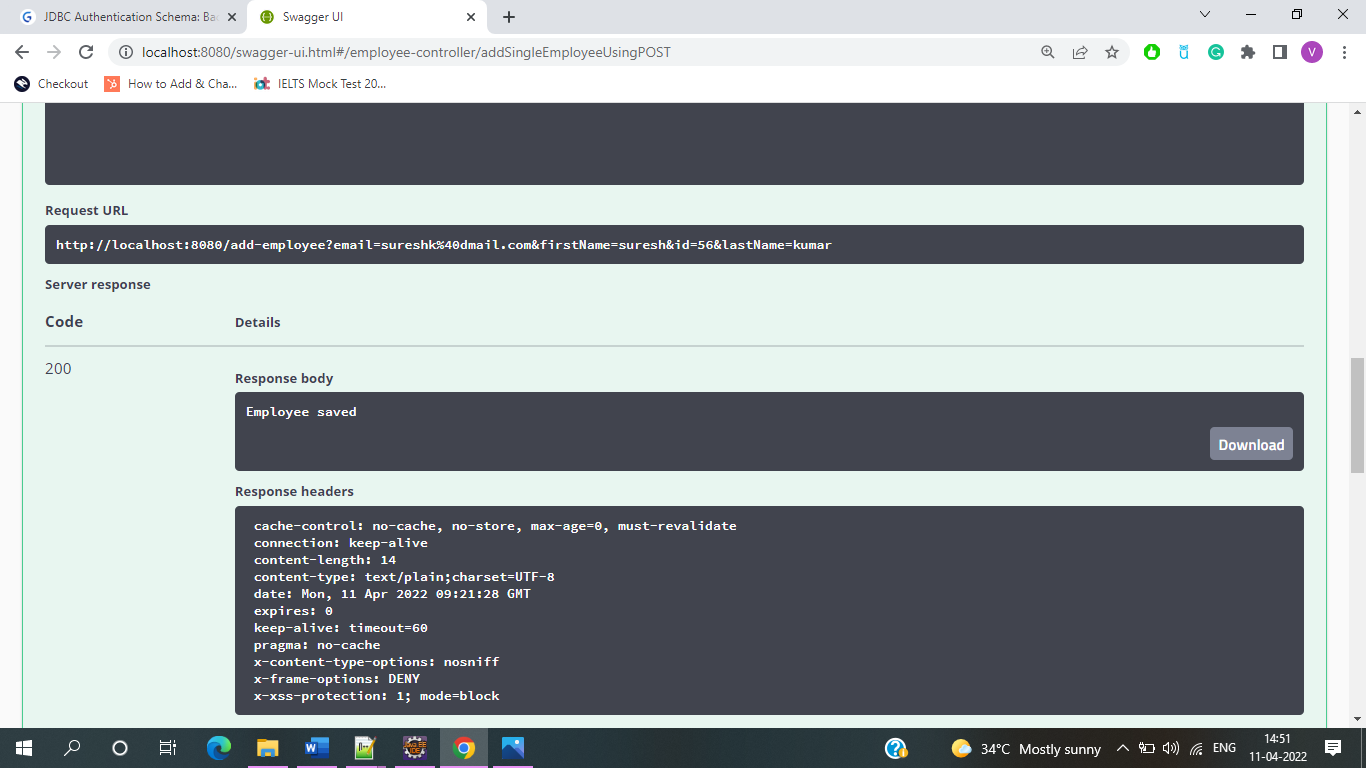 JDBC Authentication Schema: Ba
Swagger UI
localhost:8080/swagger-ui.html#/employee-controller/addSingleEmployeeUsingPOST
V
Checkout
How to Add & Cha...
IELTS Mock Test 20...
Request URL
http://localhost:8080/add-employee?email=sureshk%40dmail.com&firstName=suresh&id=56&lastName=kumar
Server response
Code Details
200
Response body
Employee saved
Download
Response headers
cache-control: no-cache, no-store, max-age=0, must-revalidate
connection: keep-alive
content-length: 14
content-type: text/plain;charset=UTF-8
date: Mon, 11 Apr 2022 09:21:28 GMT
expires: 0
keep-alive: timeout=60
pragma: no-cache
x-content-type-options: nosniff
x-frame-options: DENY
x-xss-protection: 1; mode=block
34°C Mostly sunny
ENG
14:51
11-04-2022